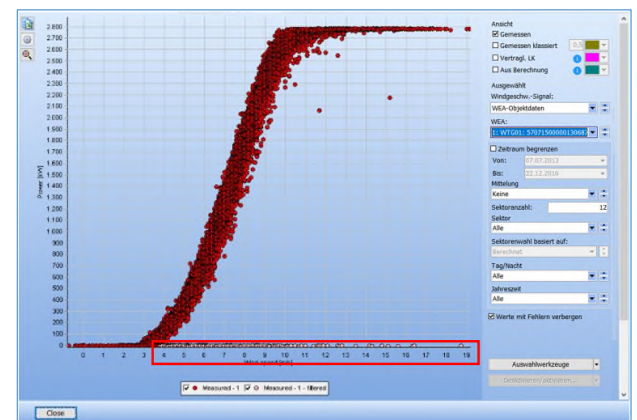 Power [kW]
2.800
2.700
2.600
2.500
2.400
2.300
2.200
2.100
2.000
1.900
1.800
1.700
1.600
1.500
1.400
1.300
1.200
1.100
1.000
900
800
700
600
500
400
300
200
100
0
0 1 2 3 4 5 6 7 8 9 10 11 12 13 14 15 16 17 18 19
Measured - 1 Measured - 1 - filtered
Close
Ansicht
Gemessen
Gemessen klassiert
Vertragl. LK
Aus Berechnung
Ausgewählt
Windgeschw.-Signal:
WEA-Objektdaten
WEA:
Zeitraum begrenzen
Von: 07.07.2013
Bis: 22.12.2016
Mittelung
Keine
Sektoranzahl: 12
Sektor
Alle
Sektorenwahl basiert auf:
Berechnet
Tag/Nacht
Alle
Jahreszeit
Alle
Werte mit Fehlern verbergen
Auswahlwerkzeuge